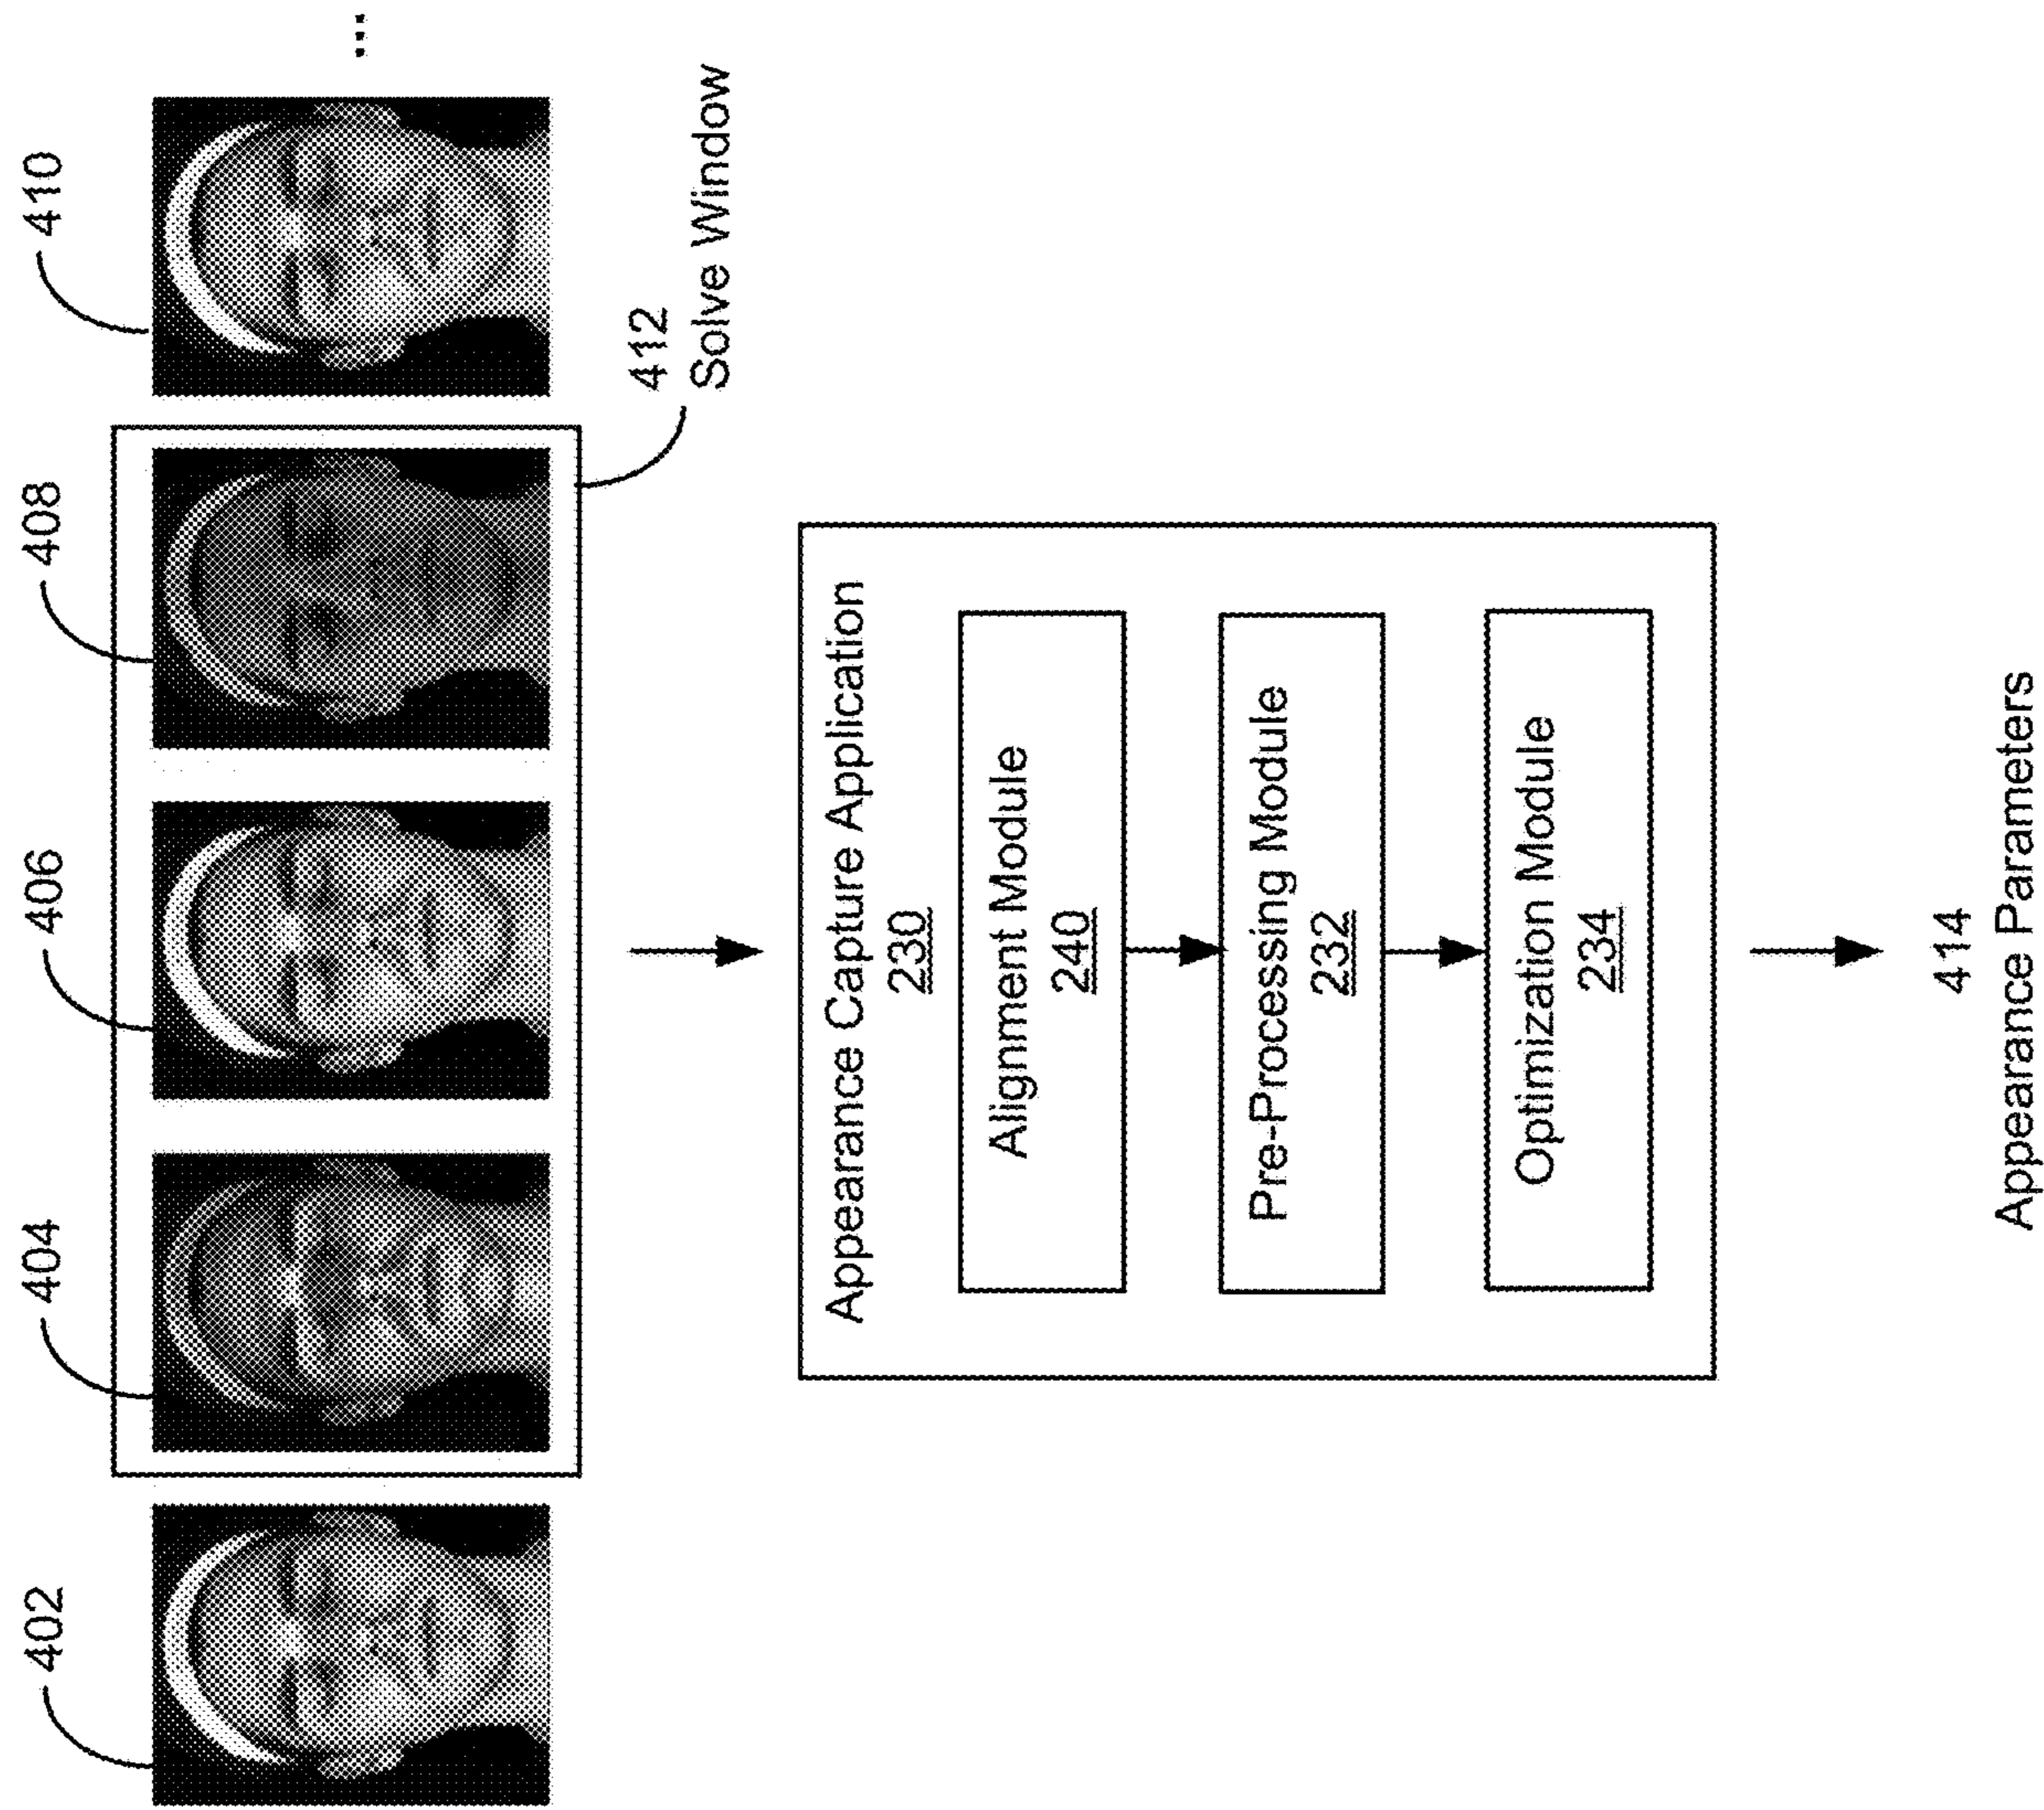 402
404
406
408
410
...
412
Solve Window
Appearance Capture Application
230
Alignment Module
240
Pre-Processing Module
232
Optimization Module
234
414
Appearance Parameters